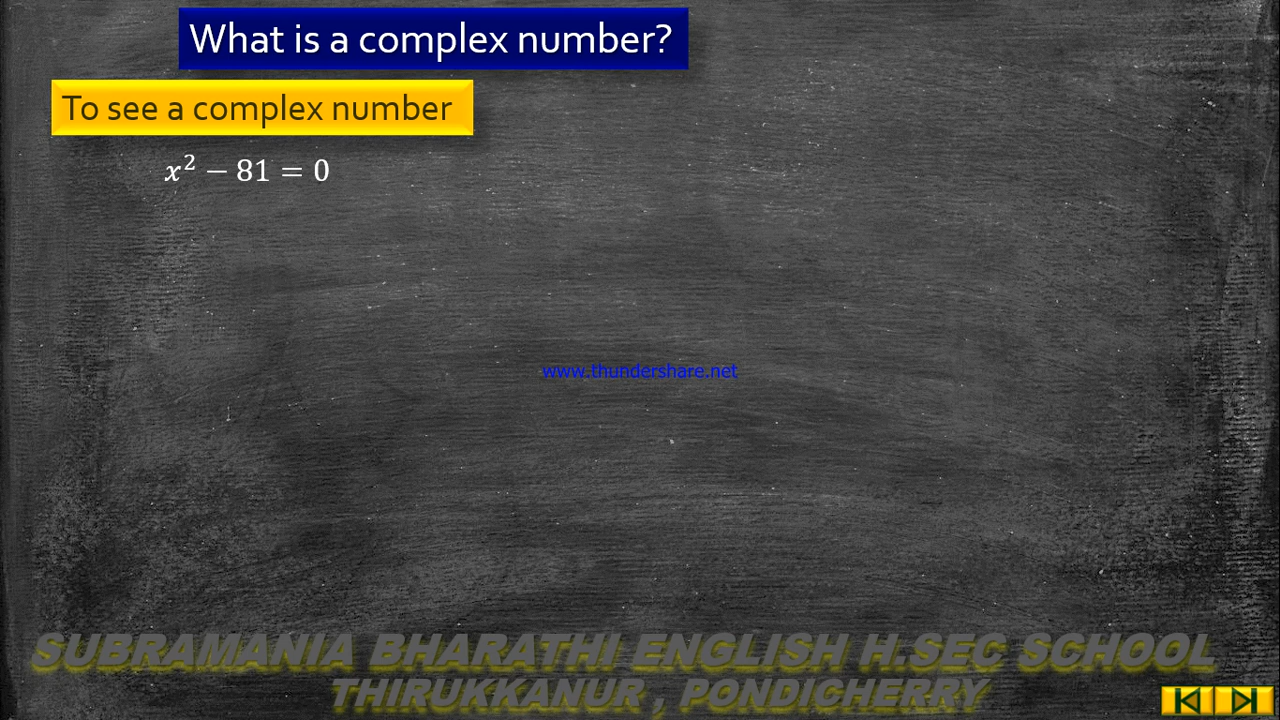 What is a complex number?
To see a complex number
x² − 81 = 0
www.thundershare.net
SUBRAMANIA BHARATHI ENGLISH H.SEC SCHOOL
THIRUKKANUR , PONDICHERRY